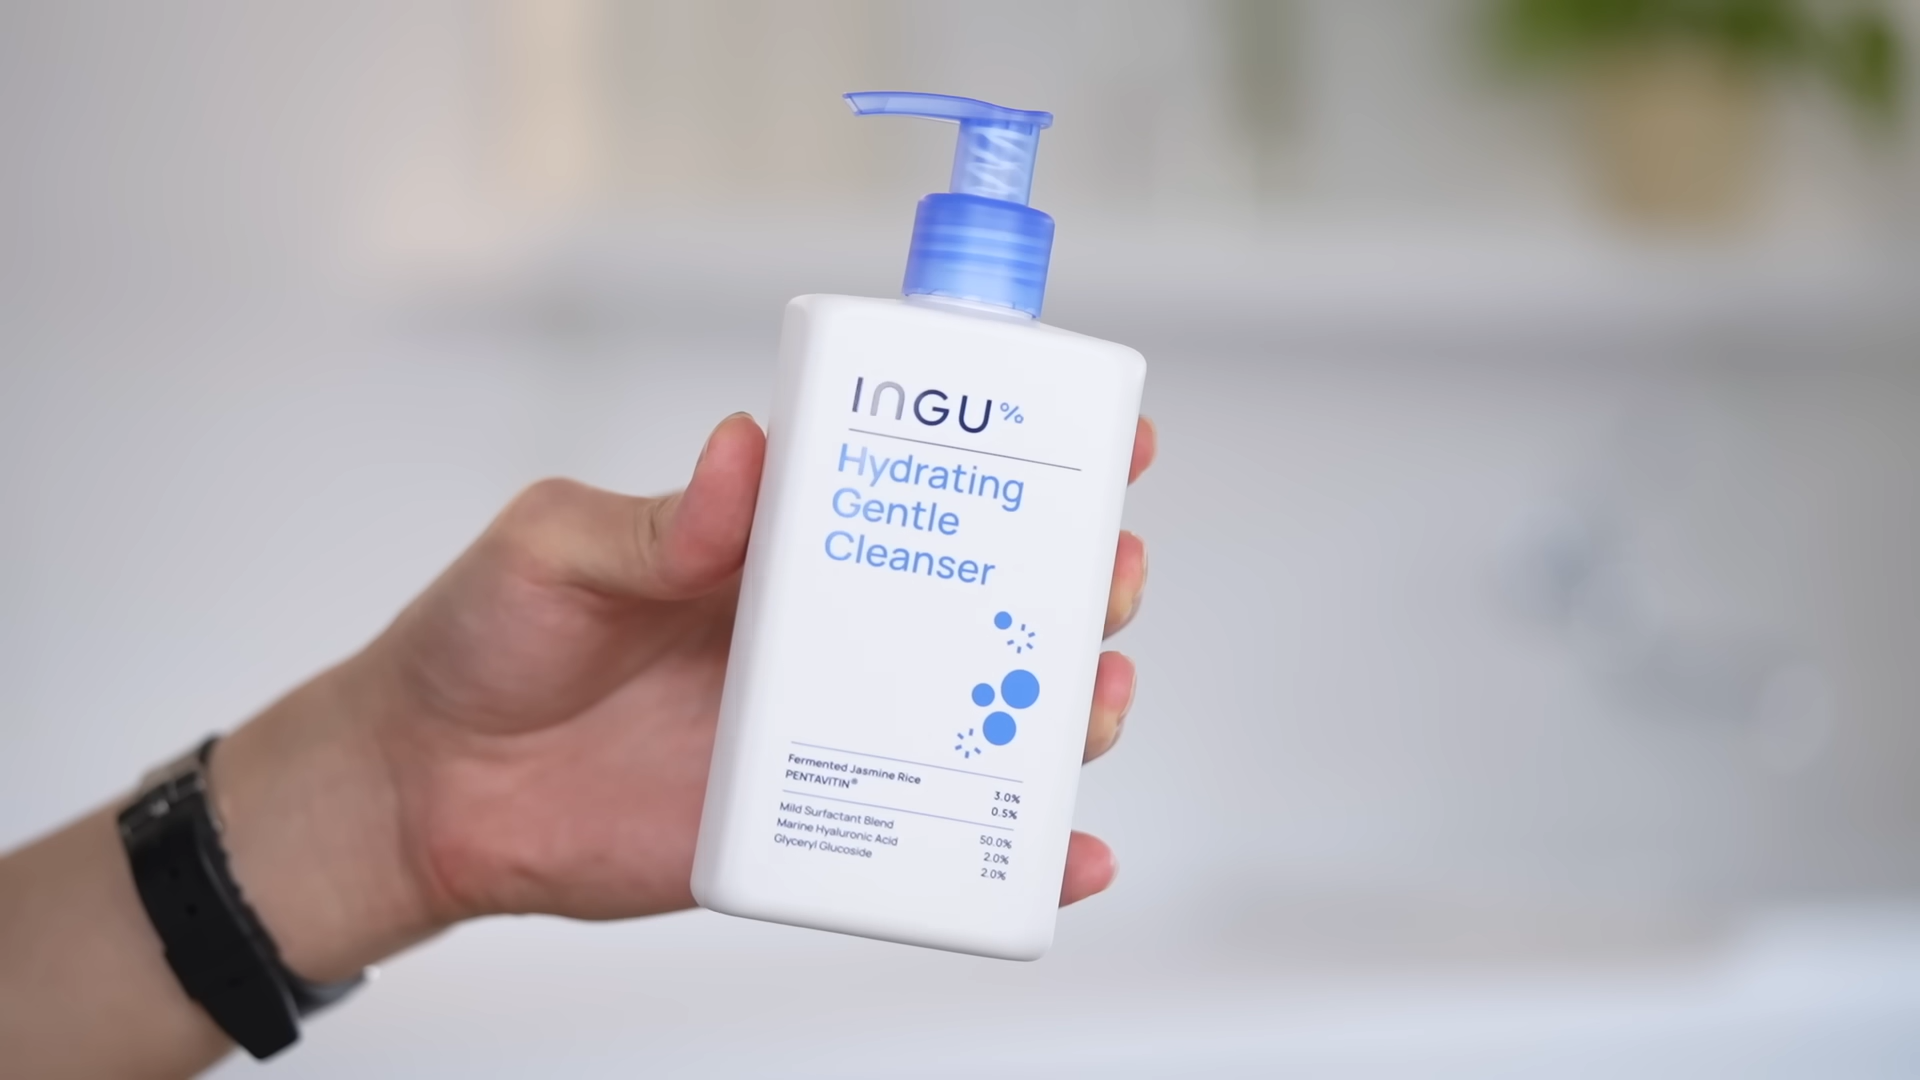 INGU%
Hydrating
Gentle
Cleanser
Fermented Jasmine Rice 3.0%
PENTAVITIN® 0.5%
Mild Surfactant Blend 50.0%
Marine Hyaluronic Acid 2.0%
Glyceryl Glucoside 2.0%